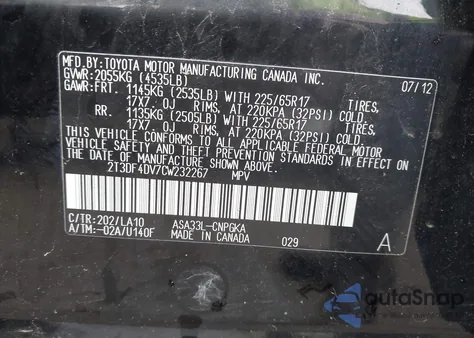 MFD.BY: TOYOTA MOTOR MANUFACTURING CANADA INC. 07/12
GVWR: 2055KG (4535LB)
GAWR:FRT. 1145KG (2535LB) WITH 225/65R17 TIRES,
17X7.0J RIMS, AT 220KPA (32PSI) COLD.
RR. 1135KG (2505LB) WITH 225/65R17 TIRES,
17X7.0J RIMS, AT 220KPA (32PSI) COLD.
THIS VEHICLE CONFORMS TO ALL APPLICABLE FEDERAL MOTOR
VEHICLE SAFETY STANDARDS IN EFFECT ON THE DATE OF
MANUFACTURE SHOWN ABOVE.
2T3DF4DV7CW232267 MPV
C/TR: 202/LA10 ASA33L-CNPGKA
A/TM:-02A/U140F MADE IN CANADA 029 A
autoSnap